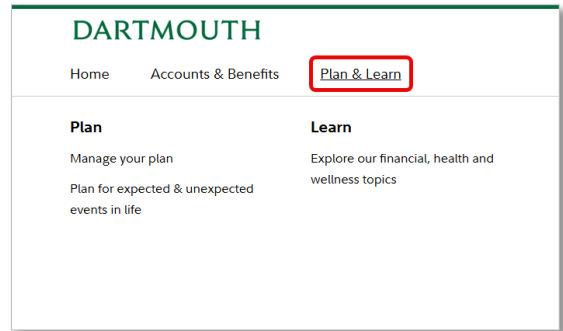 DARTMOUTH
Home Accounts & Benefits Plan & Learn
Plan
Manage your plan
Plan for expected & unexpected
events in life
Learn
Explore our financial, health and
wellness topics